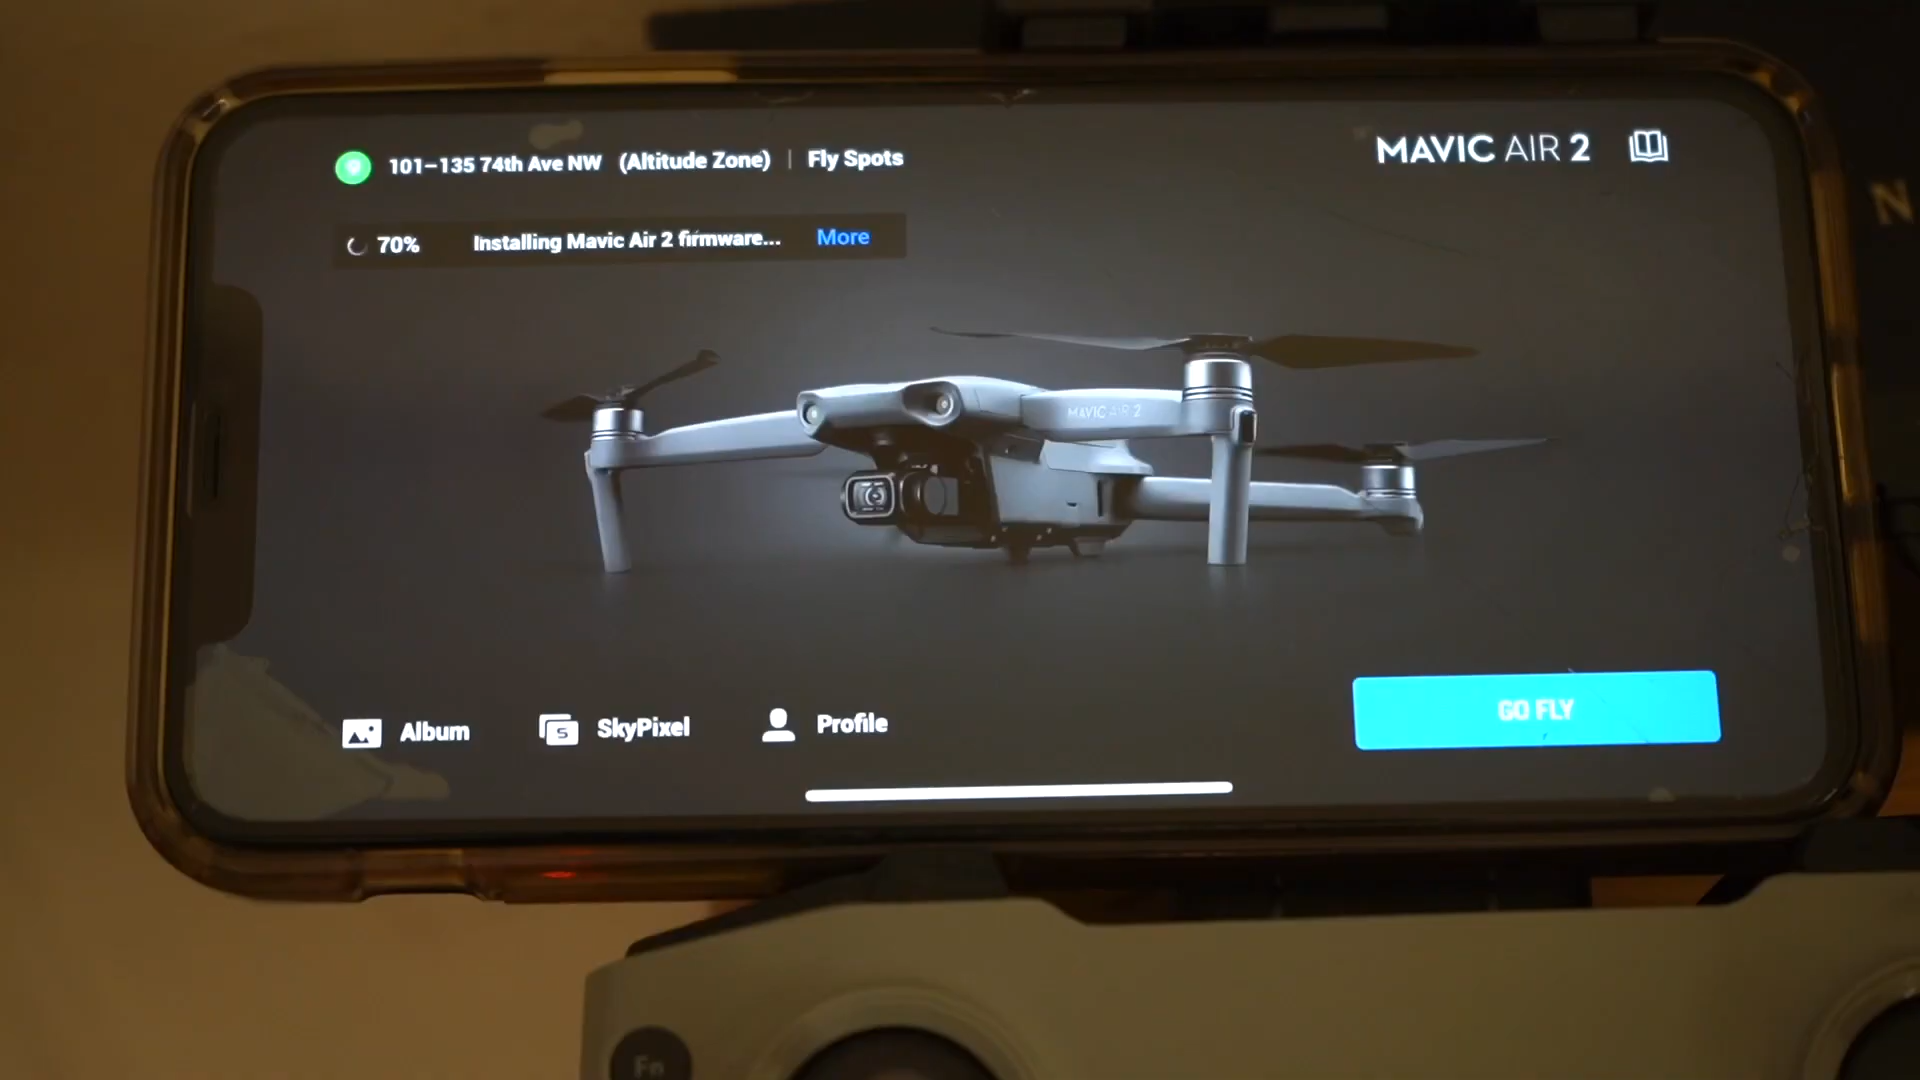 101–135 74th Ave NW (Altitude Zone) | Fly Spots
MAVIC AIR 2
70% Installing Mavic Air 2 firmware... More
MAVIC AIR 2
Album
SkyPixel
Profile
GO FLY
N
Fn